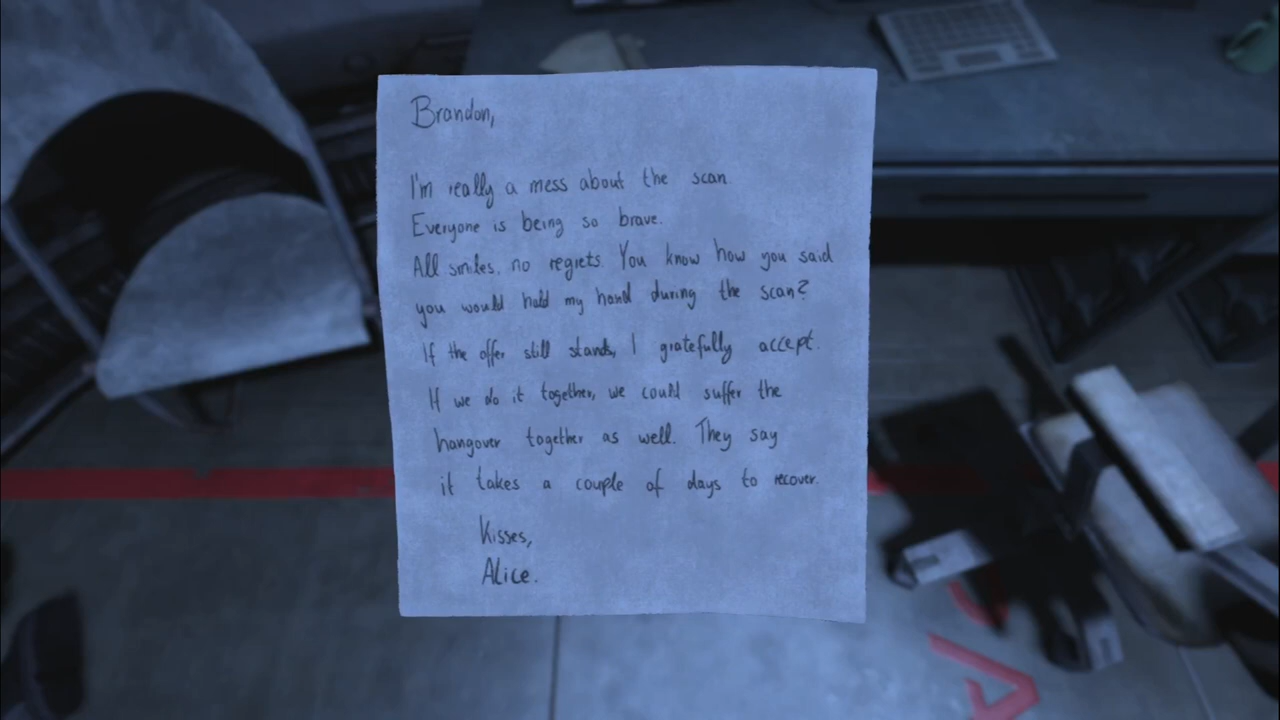 Brandon,
I'm really a mess about the scan.
Everyone is being so brave.
All smiles, no regrets. You know how you said
you would hold my hand during the scan?
If the offer still stands, I gratefully accept.
If we do it together, we could suffer the
hangover together as well. They say
it takes a couple of days to recover.
Kisses,
Alice.